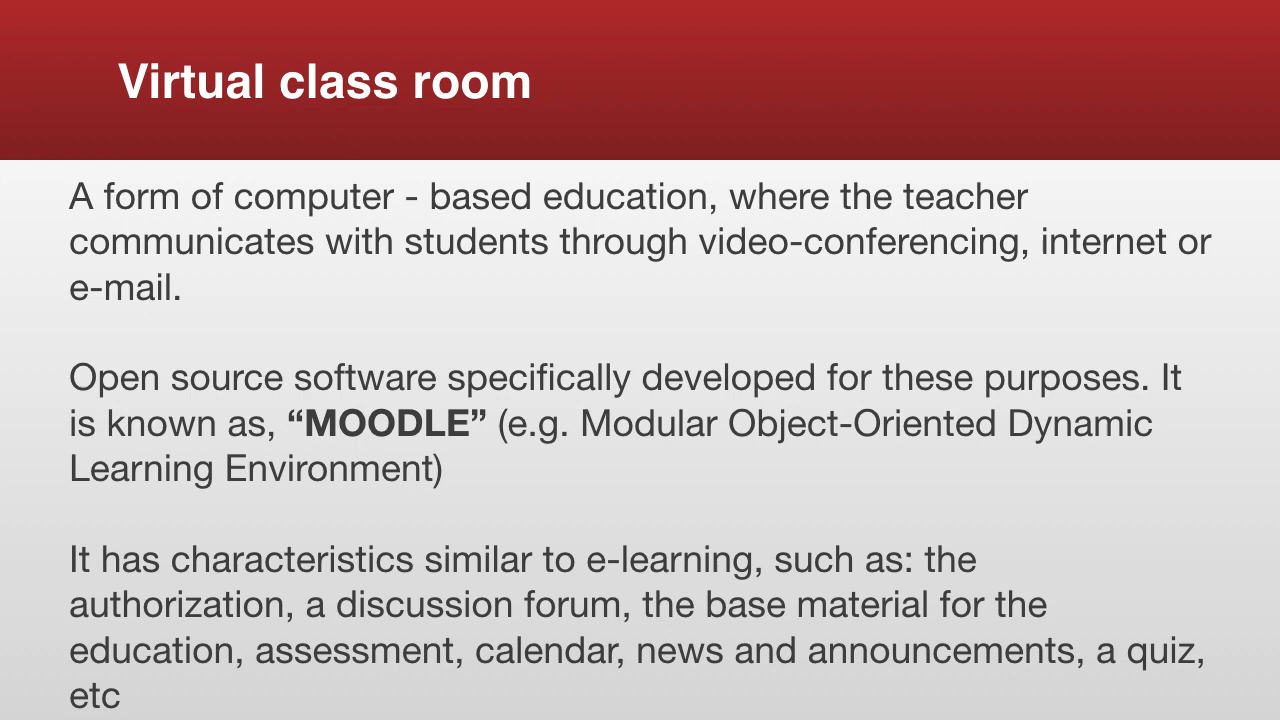 Virtual class room
A form of computer - based education, where the teacher
communicates with students through video-conferencing, internet or
e-mail.
Open source software specifically developed for these purposes. It
is known as, “MOODLE” (e.g. Modular Object-Oriented Dynamic
Learning Environment)
It has characteristics similar to e-learning, such as: the
authorization, a discussion forum, the base material for the
education, assessment, calendar, news and announcements, a quiz,
etc